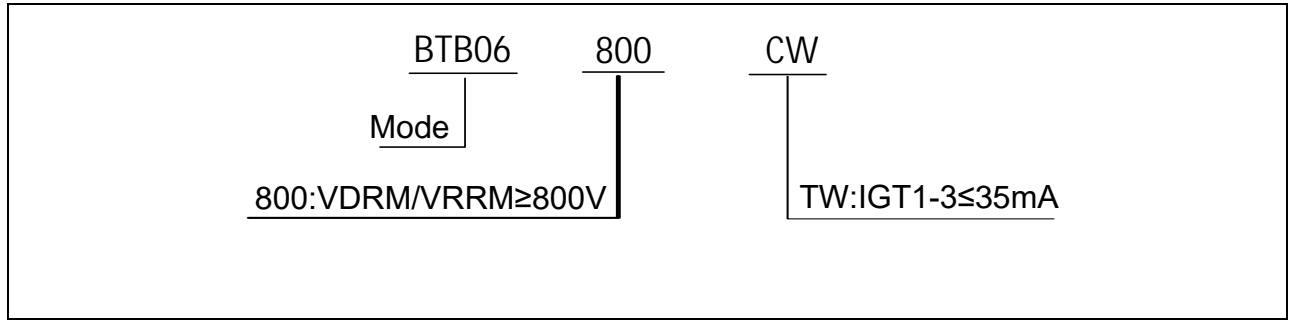 BTB06 800 CW
Mode
800:VDRM/VRRM≥800V TW:IGT1-3≤35mA